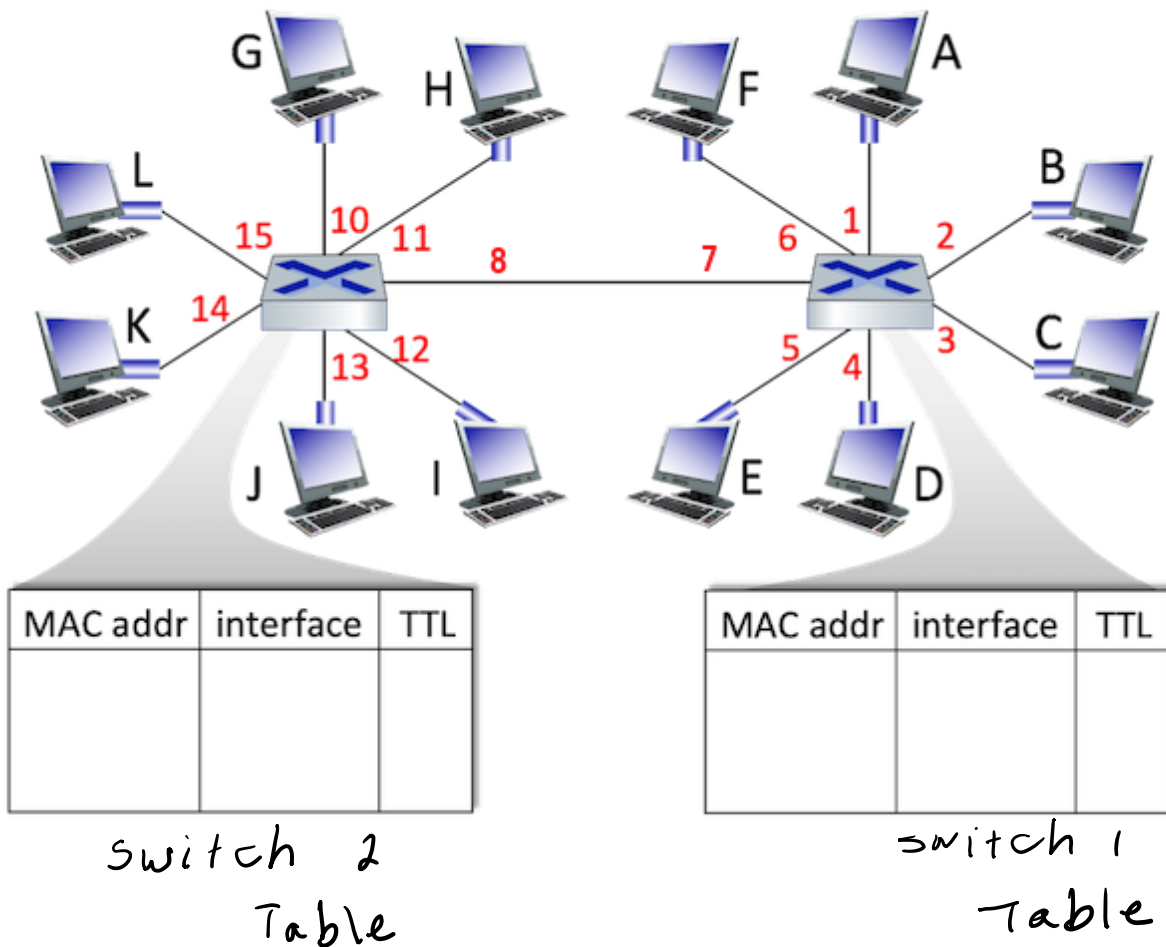 G
H
F
A
L
B
15
10
11
6
1
2
8
7
14
K
13
12
5
4
3
C
J
I
E
D
MAC addr interface TTL
MAC addr interface TTL
switch 2
Table
switch 1
Table